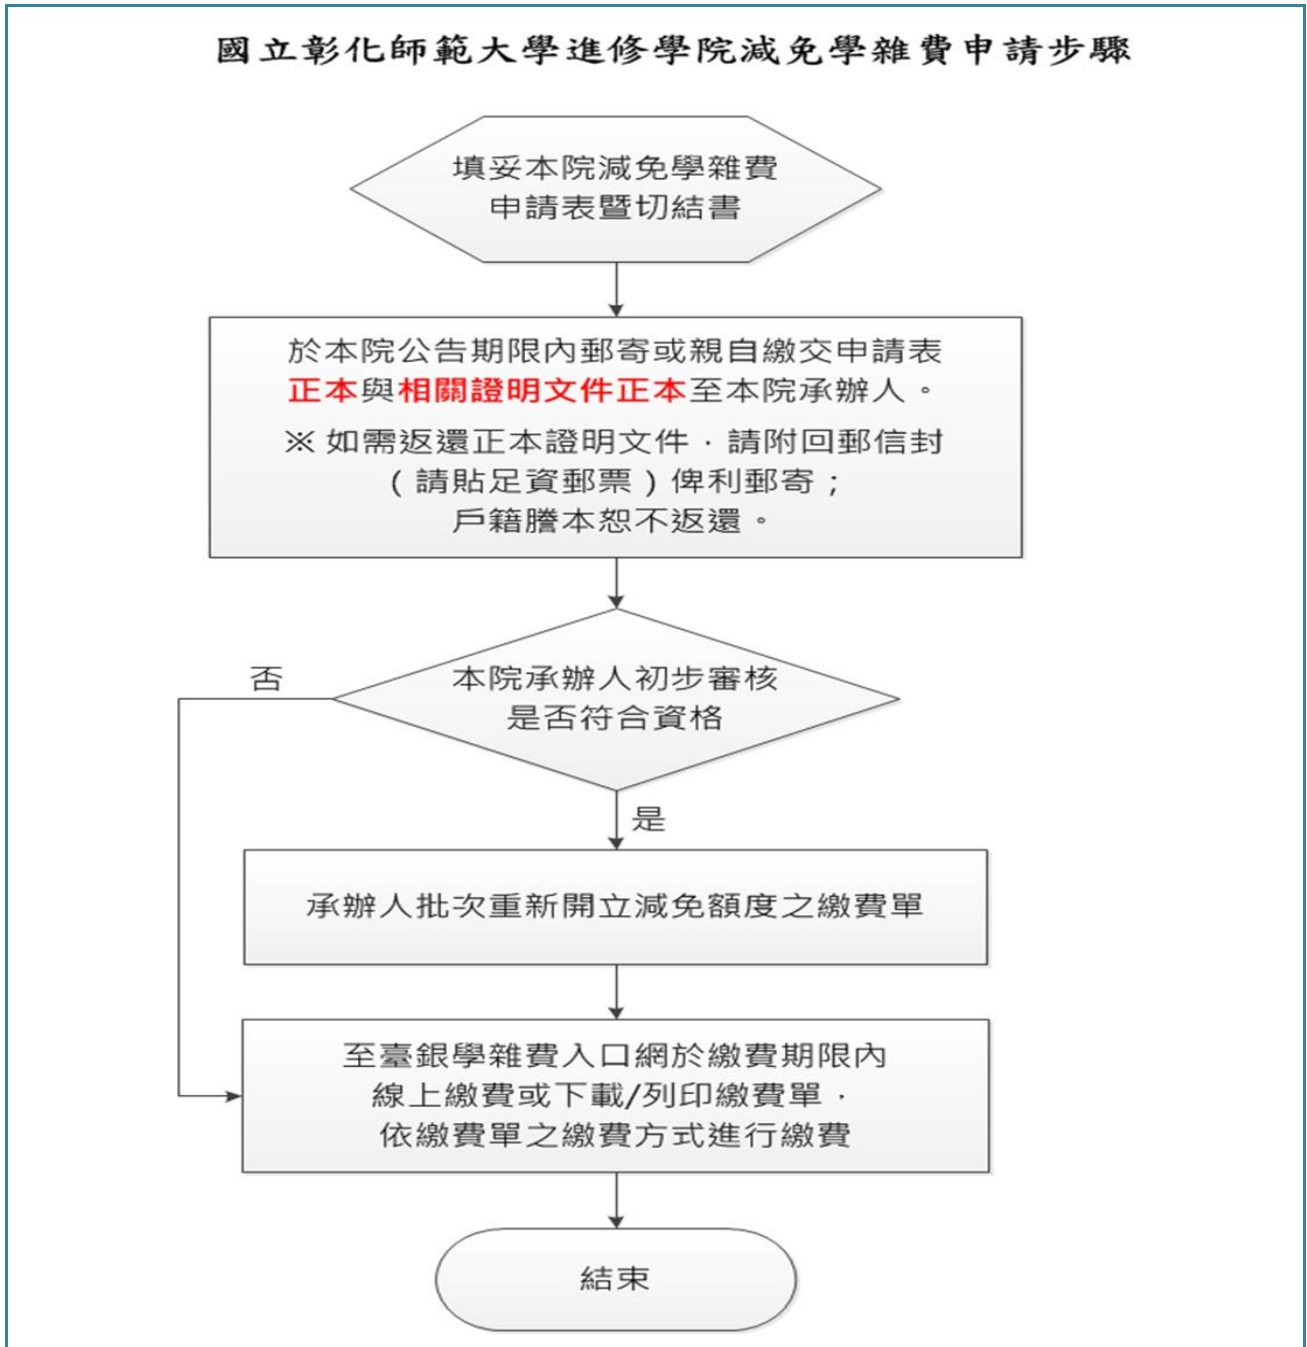 國立彰化師範大學進修學院減免學雜費申請步驟
填妥本院減免學雜費
申請表暨切結書
於本院公告期限內郵寄或親自繳交申請表
正本與相關證明文件正本至本院承辦人。
※ 如需返還正本證明文件，請附回郵信封
（請貼足資郵票）俾利郵寄；
戶籍謄本恕不返還。
本院承辦人初步審核
是否符合資格
否
是
承辦人批次重新開立減免額度之繳費單
至臺銀學雜費入口網於繳費期限內
線上繳費或下載/列印繳費單，
依繳費單之繳費方式進行繳費
結束